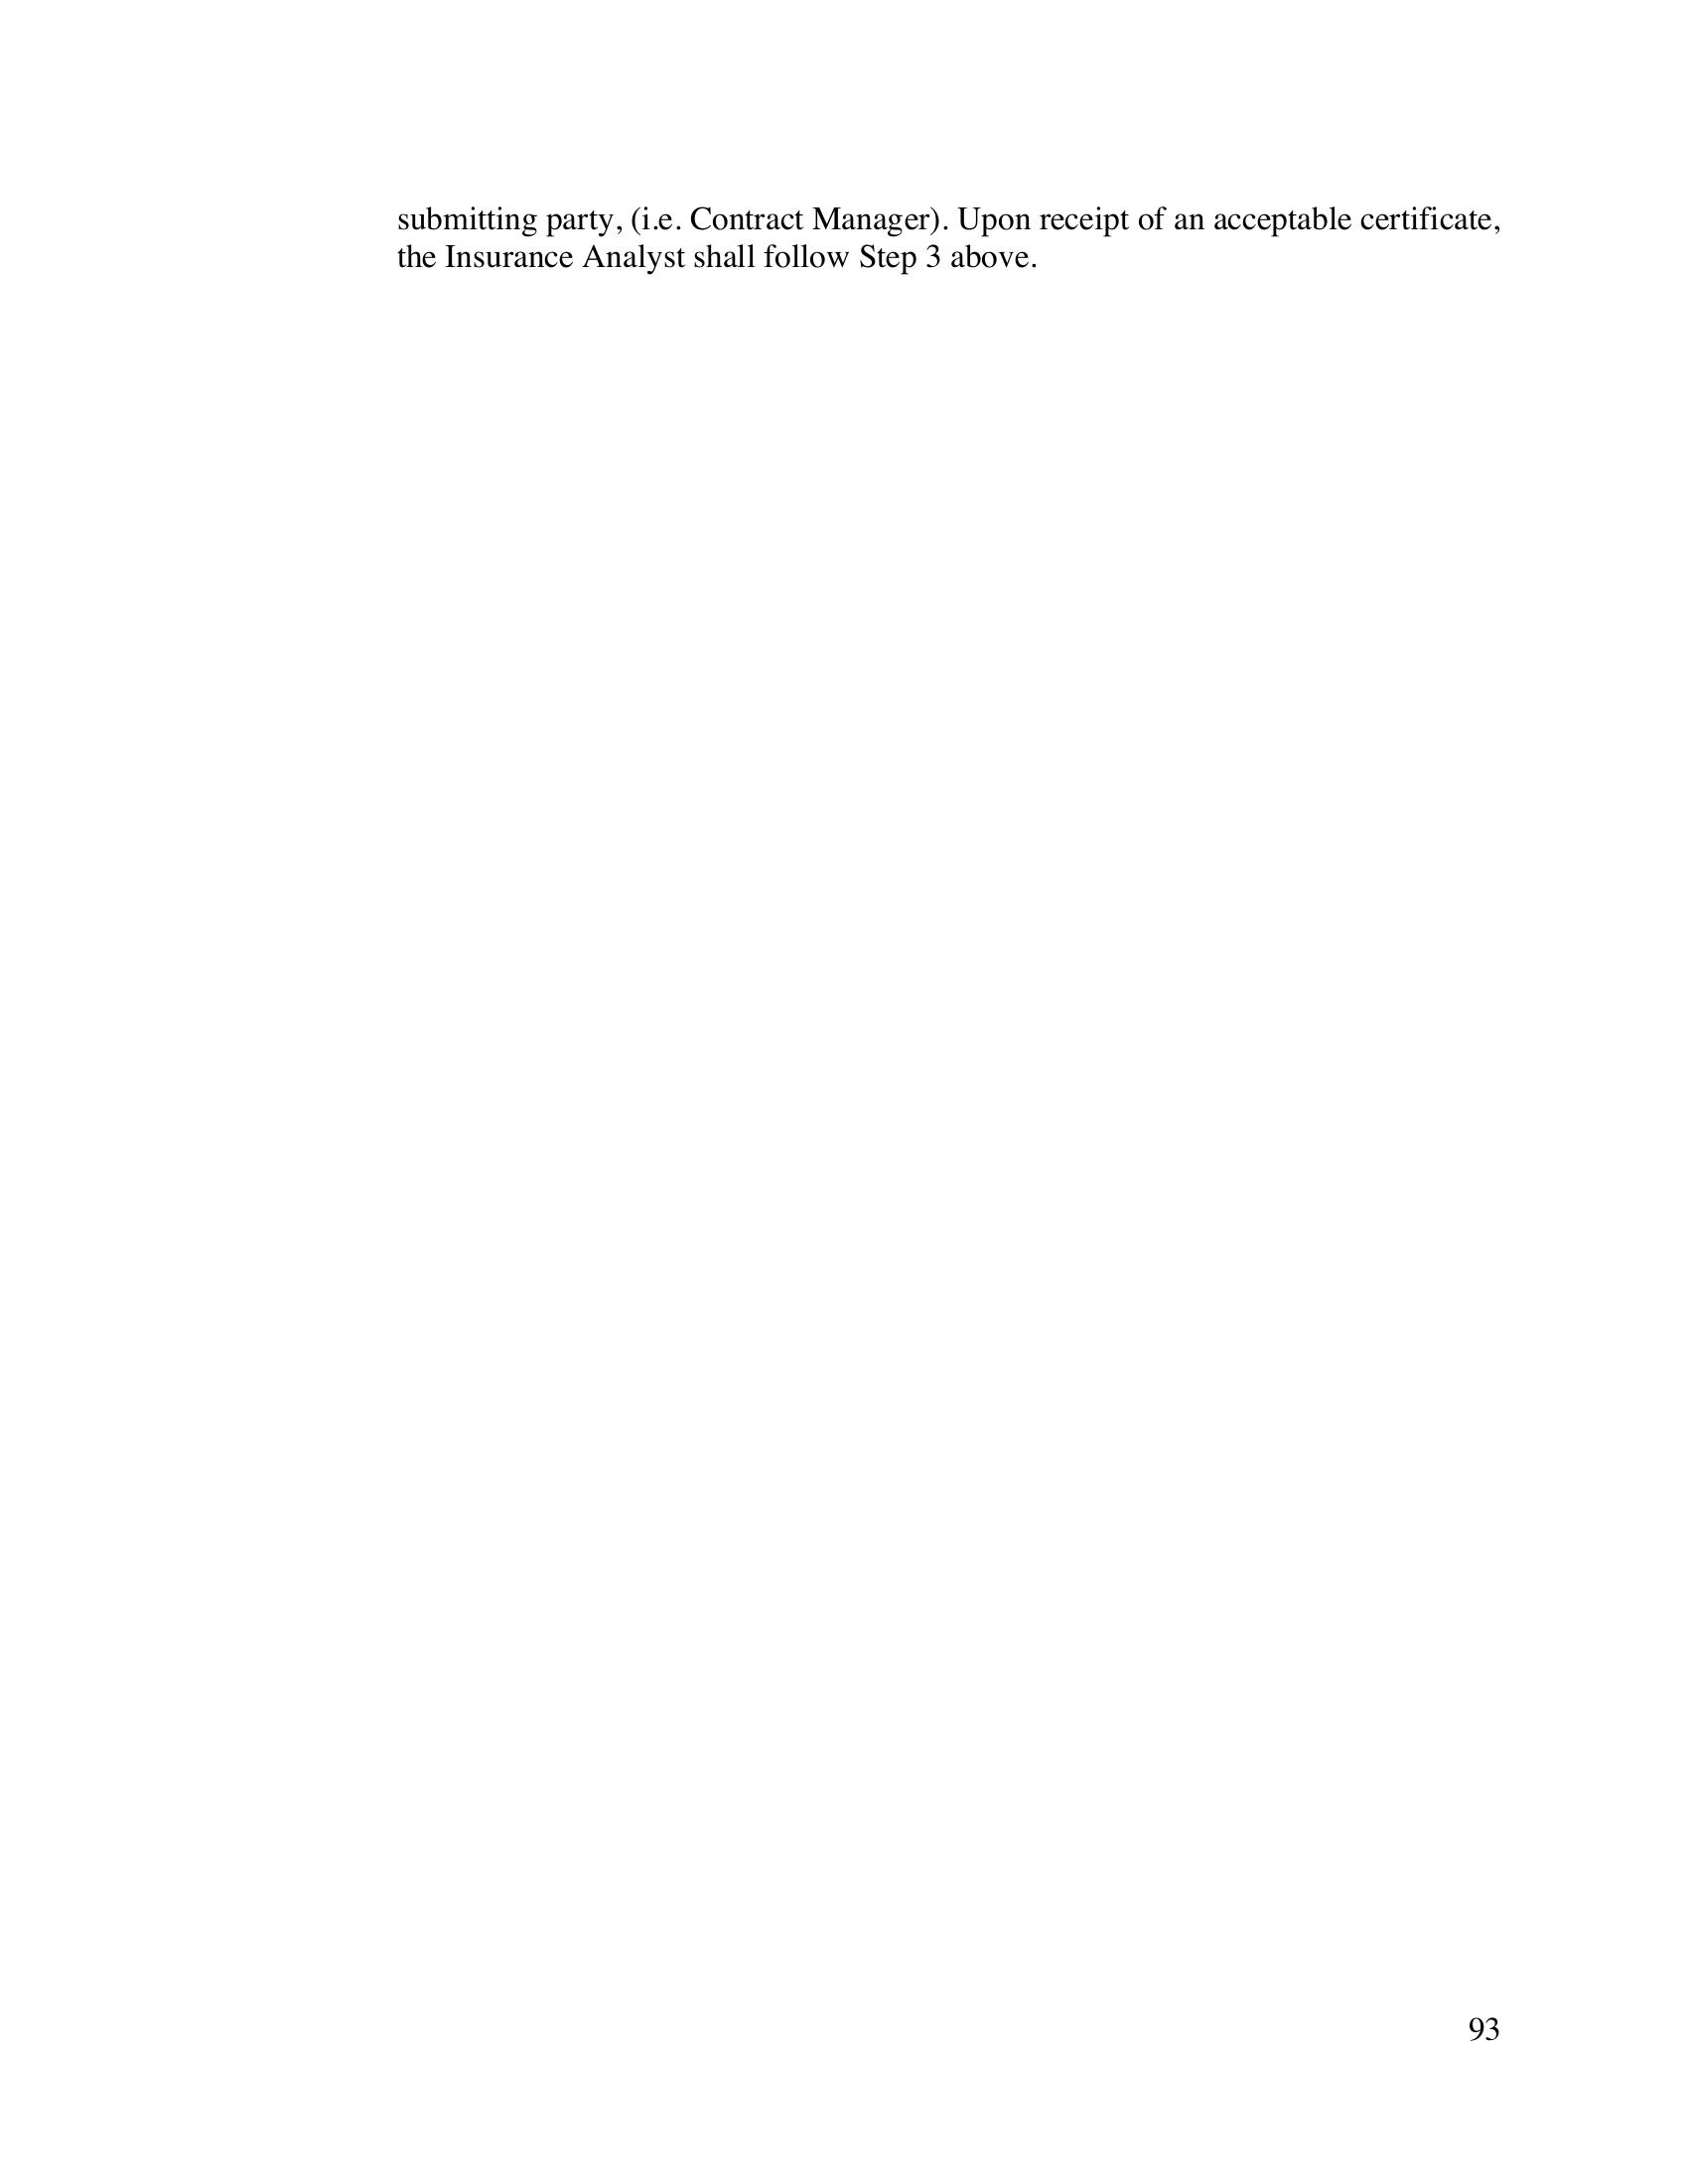 submitting party, (i.e. Contract Manager). Upon receipt of an acceptable certificate,
the Insurance Analyst shall follow Step 3 above.
93